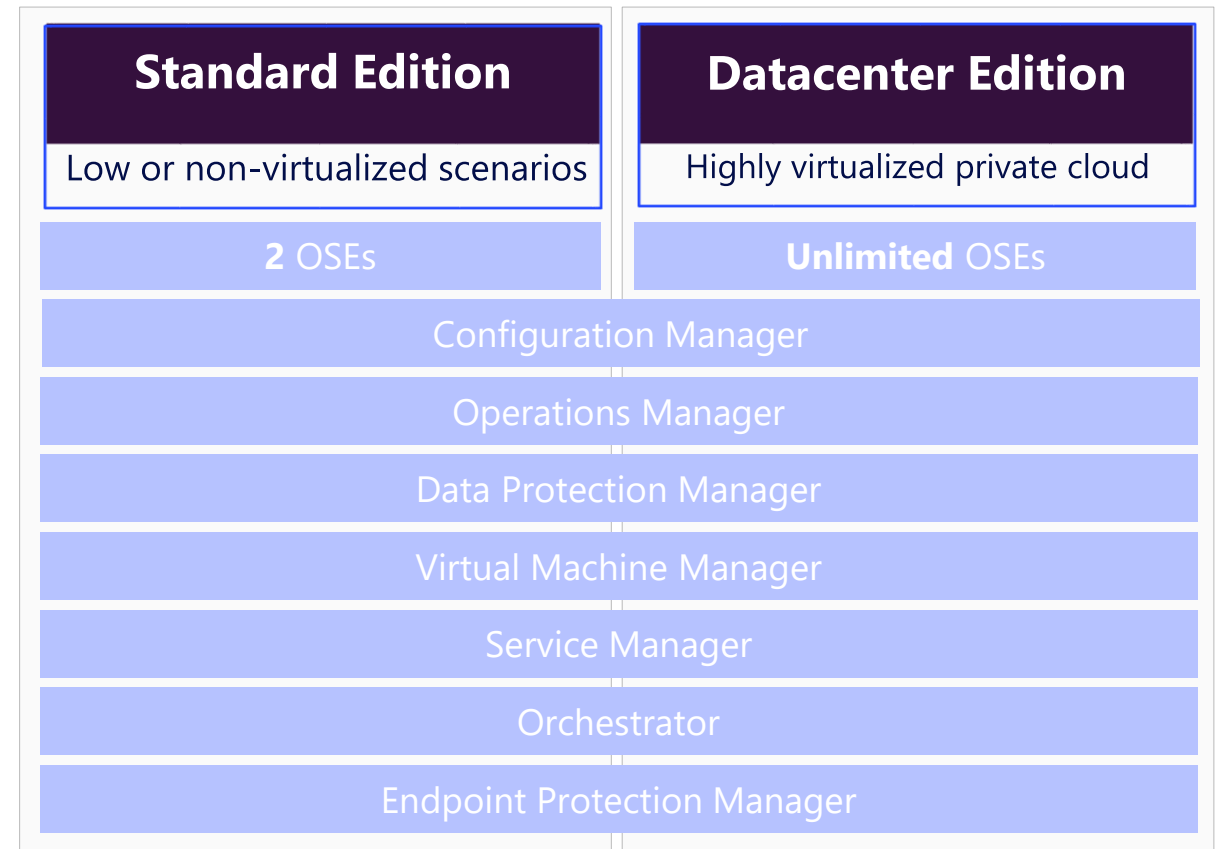 Standard Edition
Low or non-virtualized scenarios
2 OSEs
Datacenter Edition
Highly virtualized private cloud
Unlimited OSEs
Configuration Manager
Operations Manager
Data Protection Manager
Virtual Machine Manager
Service Manager
Orchestrator
Endpoint Protection Manager